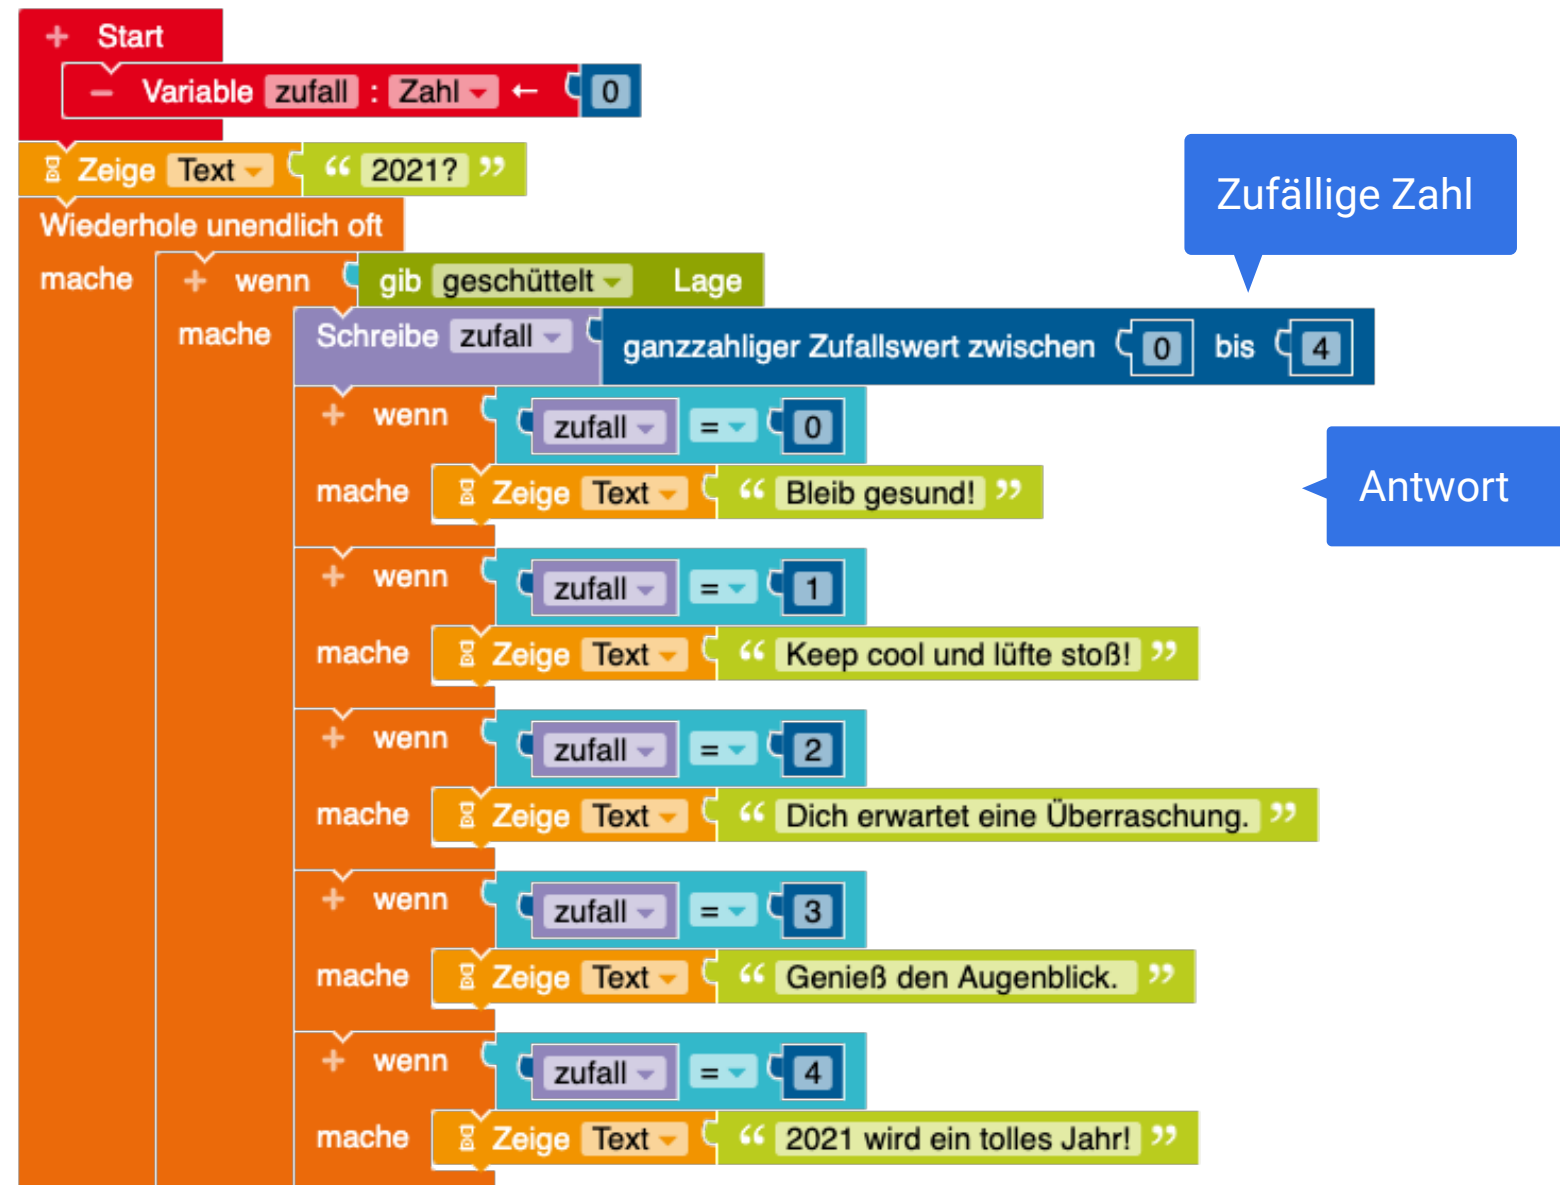 + Start
– Variable zufall : Zahl ← 0
Zeige Text “ 2021? ”
Zufällige Zahl
Wiederhole unendlich oft
mache + wenn gib geschüttelt Lage
mache Schreibe zufall ganzzahliger Zufallswert zwischen 0 bis 4
+ wenn zufall = 0
mache Zeige Text “ Bleib gesund! ”
Antwort
+ wenn zufall = 1
mache Zeige Text “ Keep cool und lüfte stoß! ”
+ wenn zufall = 2
mache Zeige Text “ Dich erwartet eine Überraschung. ”
+ wenn zufall = 3
mache Zeige Text “ Genieß den Augenblick. ”
+ wenn zufall = 4
mache Zeige Text “ 2021 wird ein tolles Jahr! ”